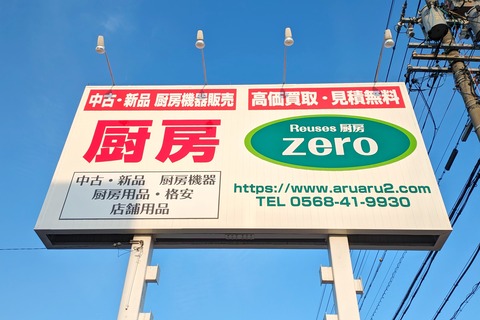 中古・新品 厨房機器販売
高価買取・見積無料
厨房
Reuses 厨房
zero
中古・新品　厨房機器
厨房用品・格安
店舗用品
https://www.aruaru2.com
TEL 0568-41-9930